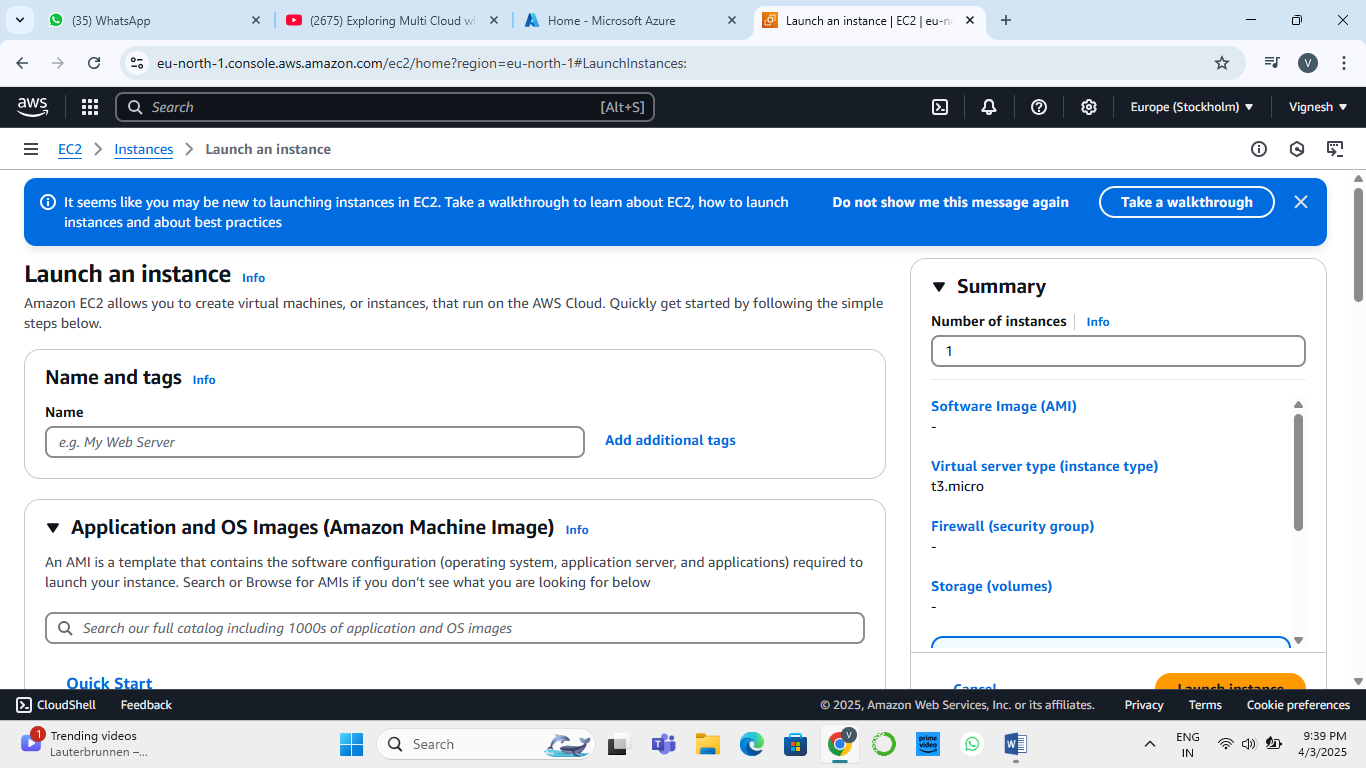 (35) WhatsApp
(2675) Exploring Multi Cloud wi
Home - Microsoft Azure
Launch an instance | EC2 | eu-no
eu-north-1.console.aws.amazon.com/ec2/home?region=eu-north-1#LaunchInstances:
V
aws
Search
[Alt+S]
Europe (Stockholm)
Vignesh
EC2
Instances
Launch an instance
It seems like you may be new to launching instances in EC2. Take a walkthrough to learn about EC2, how to launch
instances and about best practices
Do not show me this message again
Take a walkthrough
Launch an instance Info
Amazon EC2 allows you to create virtual machines, or instances, that run on the AWS Cloud. Quickly get started by following the simple
steps below.
Name and tags Info
Name
e.g. My Web Server
Add additional tags
Application and OS Images (Amazon Machine Image) Info
An AMI is a template that contains the software configuration (operating system, application server, and applications) required to
launch your instance. Search or Browse for AMIs if you don't see what you are looking for below
Search our full catalog including 1000s of application and OS images
Quick Start
Summary
Number of instances Info
1
Software Image (AMI)
-
Virtual server type (instance type)
t3.micro
Firewall (security group)
-
Storage (volumes)
-
Cancel
Launch instance
CloudShell
Feedback
© 2025, Amazon Web Services, Inc. or its affiliates.
Privacy
Terms
Cookie preferences
1
Trending videos
Lauterbrunnen –...
Search
V
prime
video
ENG
IN
9:39 PM
4/3/2025